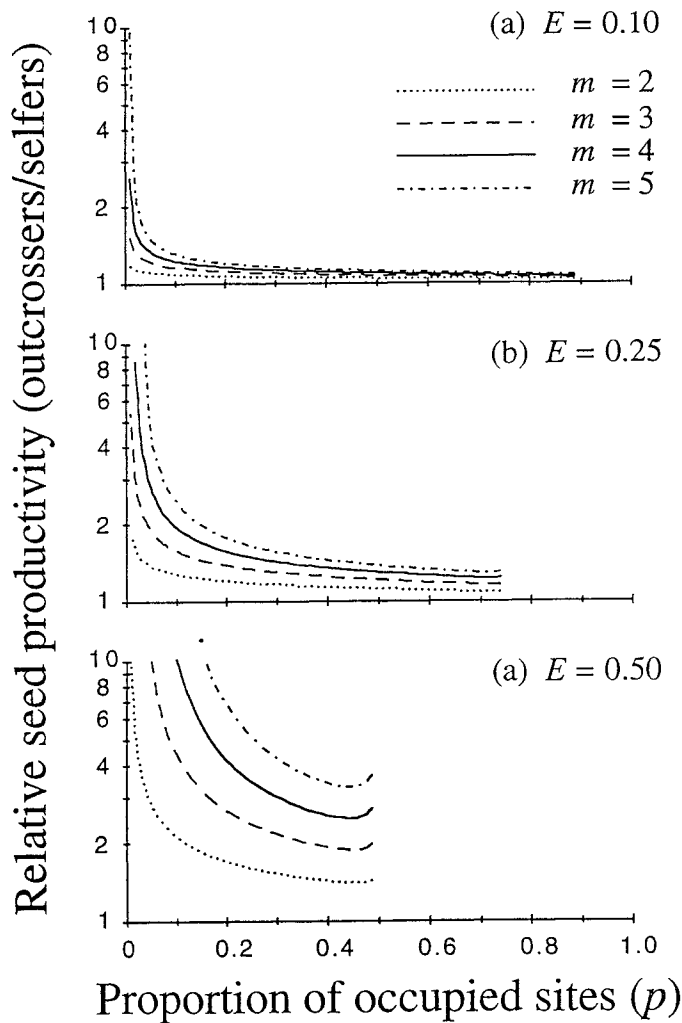 Relative seed productivity (outcrossers/selfers)
(a) E = 0.10
10
8
6
4
2
1
m = 2
m = 3
m = 4
m = 5
(b) E = 0.25
10
8
6
4
2
1
(a) E = 0.50
10
8
6
4
2
1
0 0.2 0.4 0.6 0.8 1.0
Proportion of occupied sites (p)